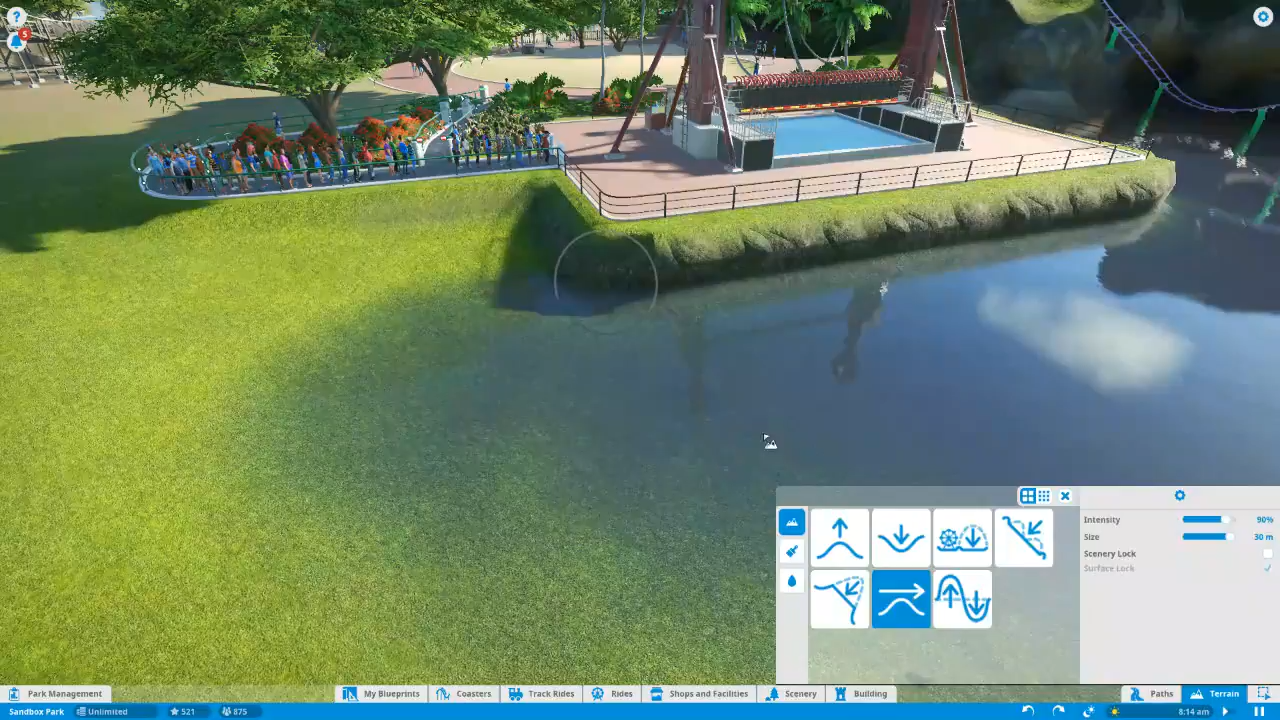 ?
5
Intensity 90%
Size 30 m
Scenery Lock
Surface Lock
Park Management
My Blueprints
Coasters
Track Rides
Rides
Shops and Facilities
Scenery
Building
Paths
Terrain
Sandbox Park
Unlimited
521
875
8:14 am